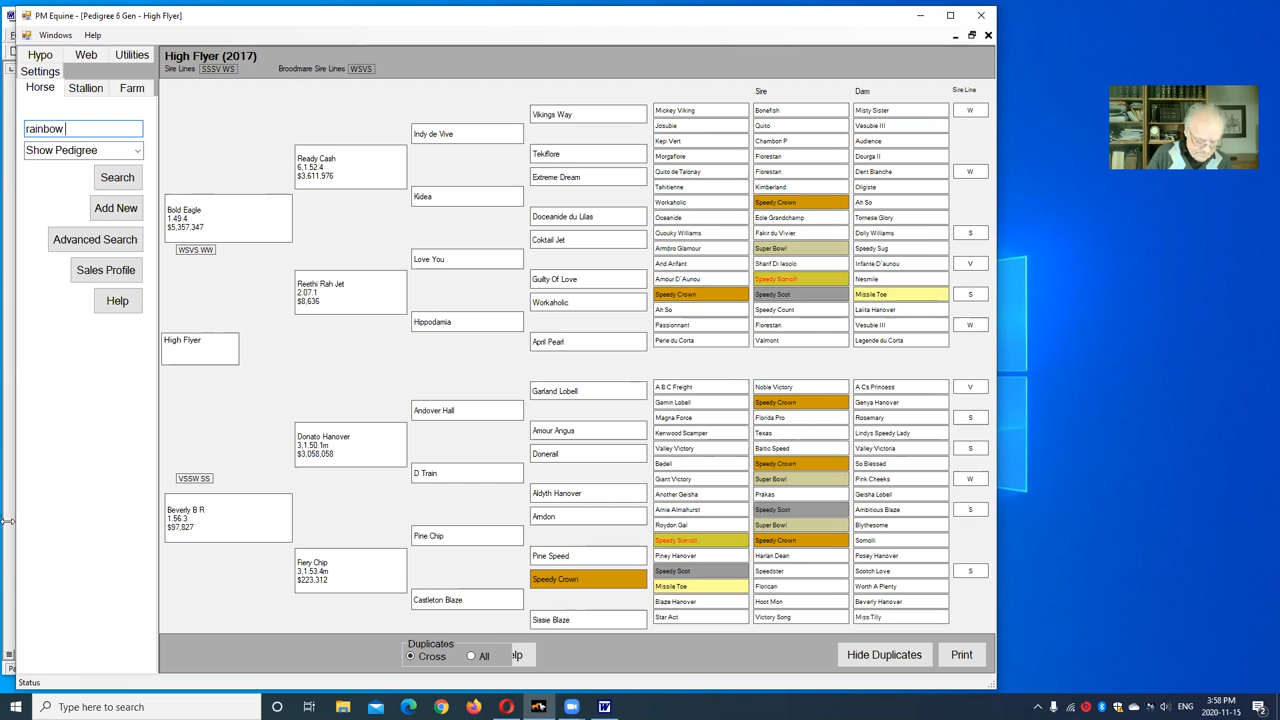 PM Equine - [Pedigree 6 Gen - High Flyer]
Windows Help
Hypo Web Utilities
Settings
Horse Stallion Farm
rainbow
Show Pedigree
Search
Add New
Advanced Search
Sales Profile
Help
High Flyer (2017)
Sire Lines SSSV WS Broodmare Sire Lines WSVS
Sire Dam Sire Line
High Flyer
Bold Eagle
1.49.4
$5,357,347
WSVS WW
VSSW SS
Beverly B R
1.56.3
$97,827
Ready Cash
6,1.52.4
$3,611,976
Reethi Rah Jet
2.07.1
$8,636
Donato Hanover
3,1.50.1m
$3,058,058
Fiery Chip
3,1.53.4m
$223,312
Indy de Vive
Kidea
Love You
Hippodamia
Andover Hall
D Train
Pine Chip
Castleton Blaze
Vikings Way
Tekiflore
Extreme Dream
Doceanide du Lilas
Coktail Jet
Guilty Of Love
Workaholic
April Pearl
Garland Lobell
Amour Angus
Donerail
Aldyth Hanover
Arndon
Pine Speed
Speedy Crown
Sissie Blaze
Mickey Viking Bonefish Misty Sister W
Josubie Quito Vesubie III
Kepi Vert Chambon P Audience
Morgaflore Florestan Dourga II
Quito de Talonay Florestan Dent Blanche W
Tahitienne Kimberland Oligiste
Workaholic Speedy Crown Ah So
Oceanide Eole Grandchamp Tornese Glory
Quouky Williams Fakir du Vivier Dolly Williams S
Armbro Glamour Super Bowl Speedy Sug
And Arifant Sharif Di Iesolo Infante D`aunou V
Amour D`Aunou Speedy Somolli Nesmile
Speedy Crown Speedy Scot Missile Toe S
Ah So Speedy Count Lalita Hanover
Passionnant Florestan Vesubie III W
Perle du Corta Valmont Legende du Corta
A B C Freight Noble Victory A Cs Princess V
Gamin Lobell Speedy Crown Genya Hanover
Magna Force Florida Pro Rosemary S
Kenwood Scamper Texas Lindys Speedy Lady
Valley Victory Baltic Speed Valley Victoria S
Bedell Speedy Crown So Blessed
Giant Victory Super Bowl Pink Cheeks W
Another Geisha Prakas Geisha Lobell
Arnie Almahurst Speedy Scot Ambitious Blaze S
Roydon Gal Super Bowl Blythesome
Speedy Somolli Speedy Crown Somolli
Piney Hanover Harlan Dean Posey Hanover
Speedy Scot Speedster Scotch Love S
Missile Toe Florican Worth A Plenty
Blaze Hanover Hoot Mon Beverly Hanover
Star Act Victory Song Miss Tilly
Duplicates
Cross All elp
Hide Duplicates Print
Status
Type here to search
3:58 PM
2020-11-15